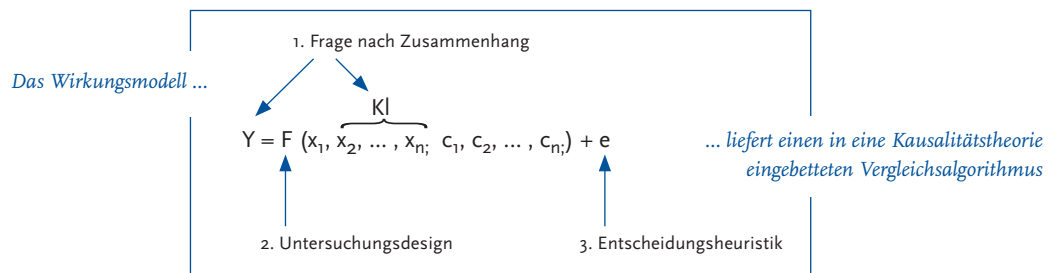 1. Frage nach Zusammenhang
Das Wirkungsmodell ...
Kl
Y = F (x₁, x₂, ... , xₙ; c₁, c₂, ... , cₙ;) + e
... liefert einen in eine Kausalitätstheorie
eingebetteten Vergleichsalgorithmus
2. Untersuchungsdesign
3. Entscheidungsheuristik